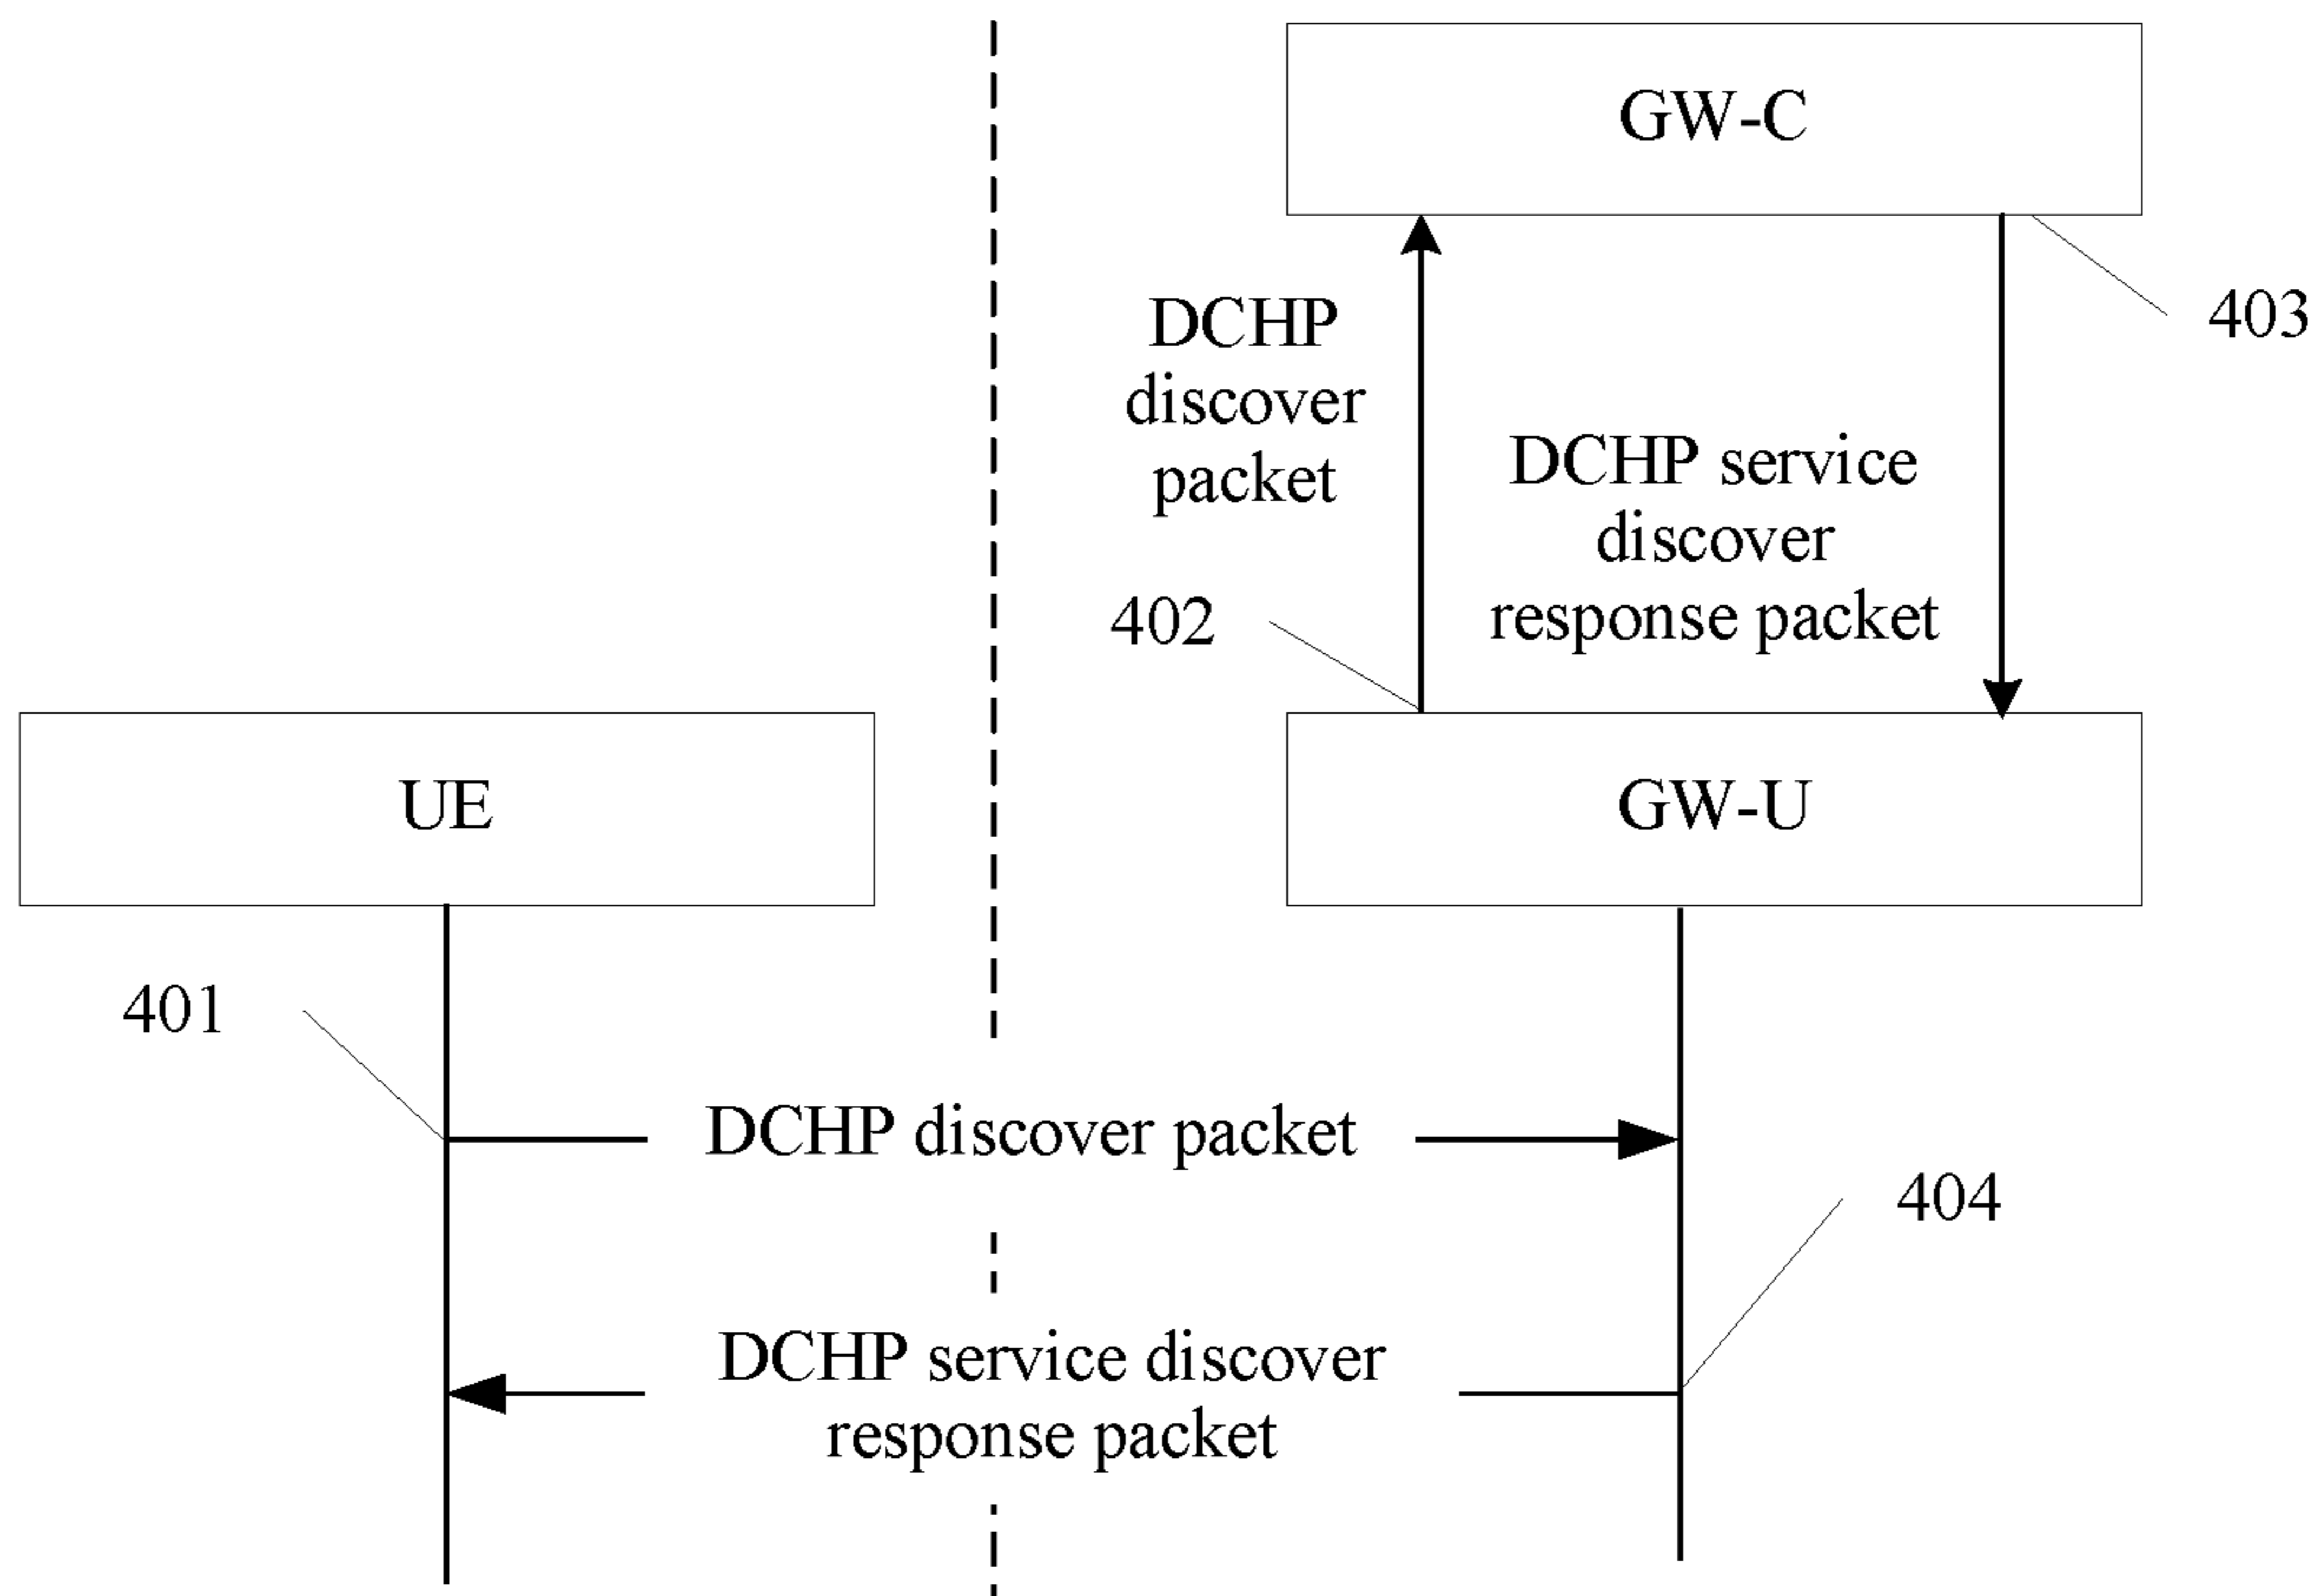 GW-C
DCHP
discover
packet
403
DCHP service
discover
response packet
402
UE
GW-U
401
DCHP discover packet
404
DCHP service discover
response packet